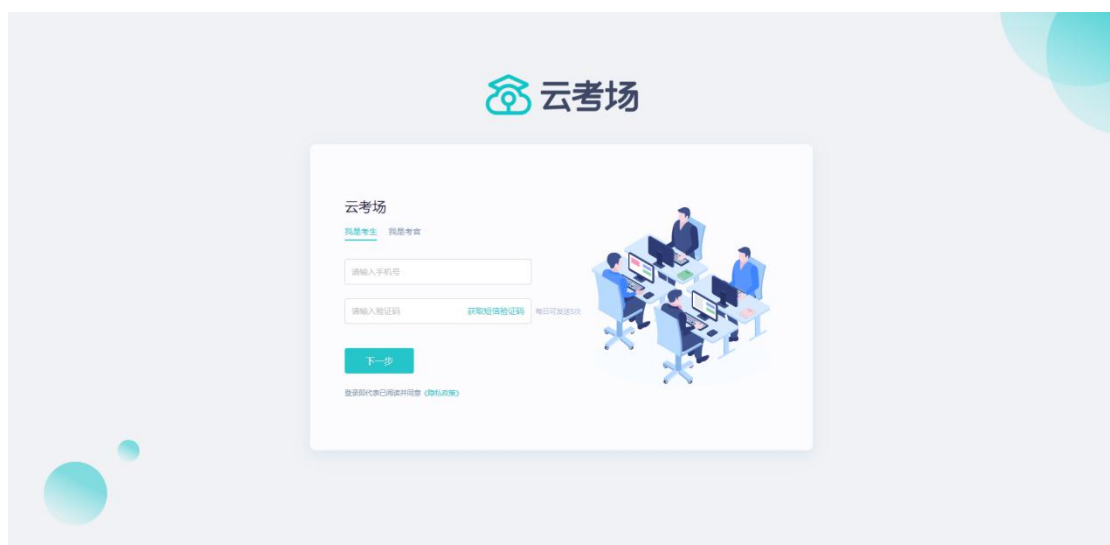 云考场
云考场
我是考生 我是考官
请输入手机号
请输入验证码 获取短信验证码 每日可发送5次
下一步
登录即代表已阅读并同意《隐私政策》